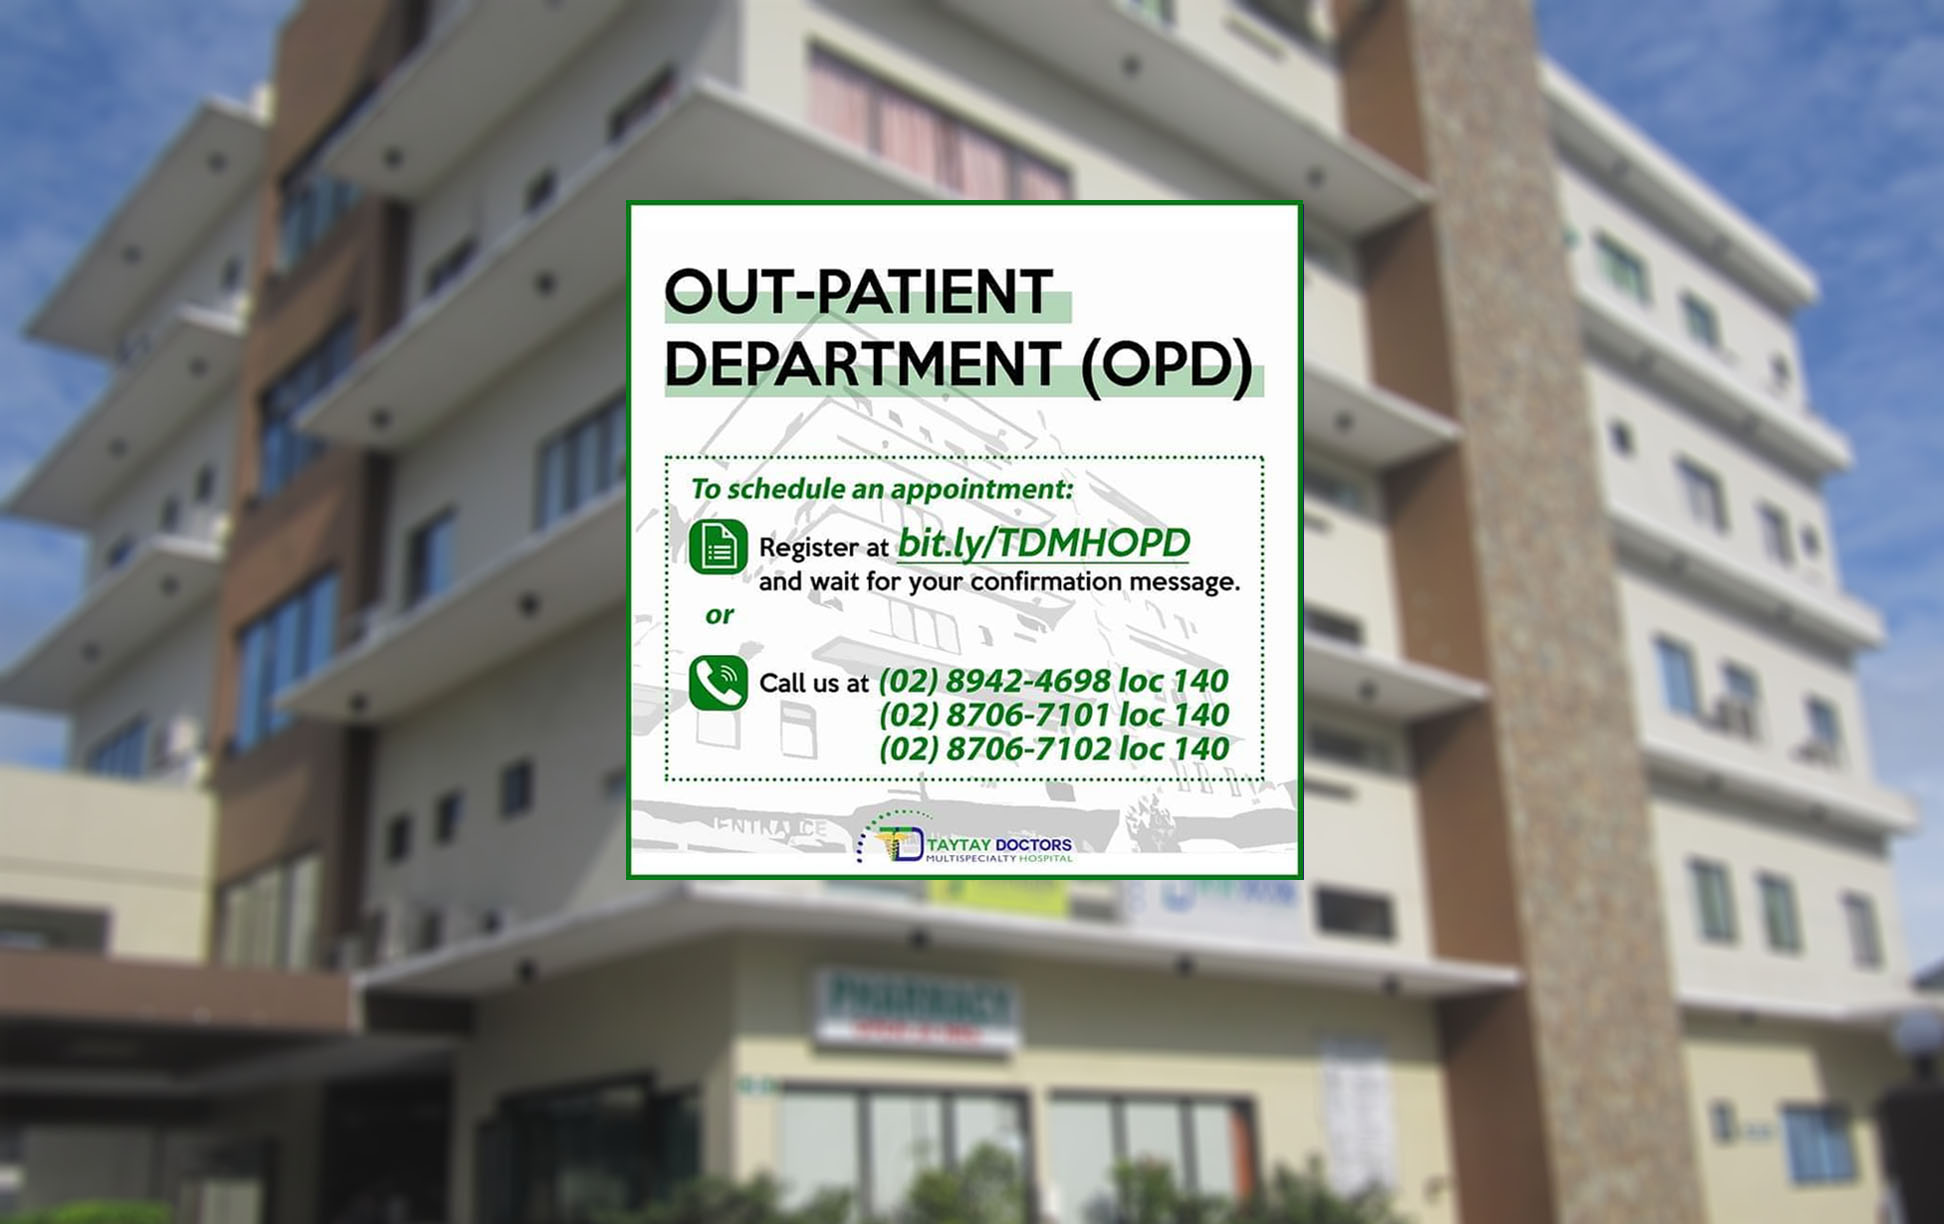 OUT-PATIENT
DEPARTMENT (OPD)
To schedule an appointment:
Register at bit.ly/TDMHOPD
and wait for your confirmation message.
or
Call us at (02) 8942-4698 loc 140
(02) 8706-7101 loc 140
(02) 8706-7102 loc 140
ENTRANCE
TAYTAY DOCTORS
MULTISPECIALTY HOSPITAL
PHARMACY